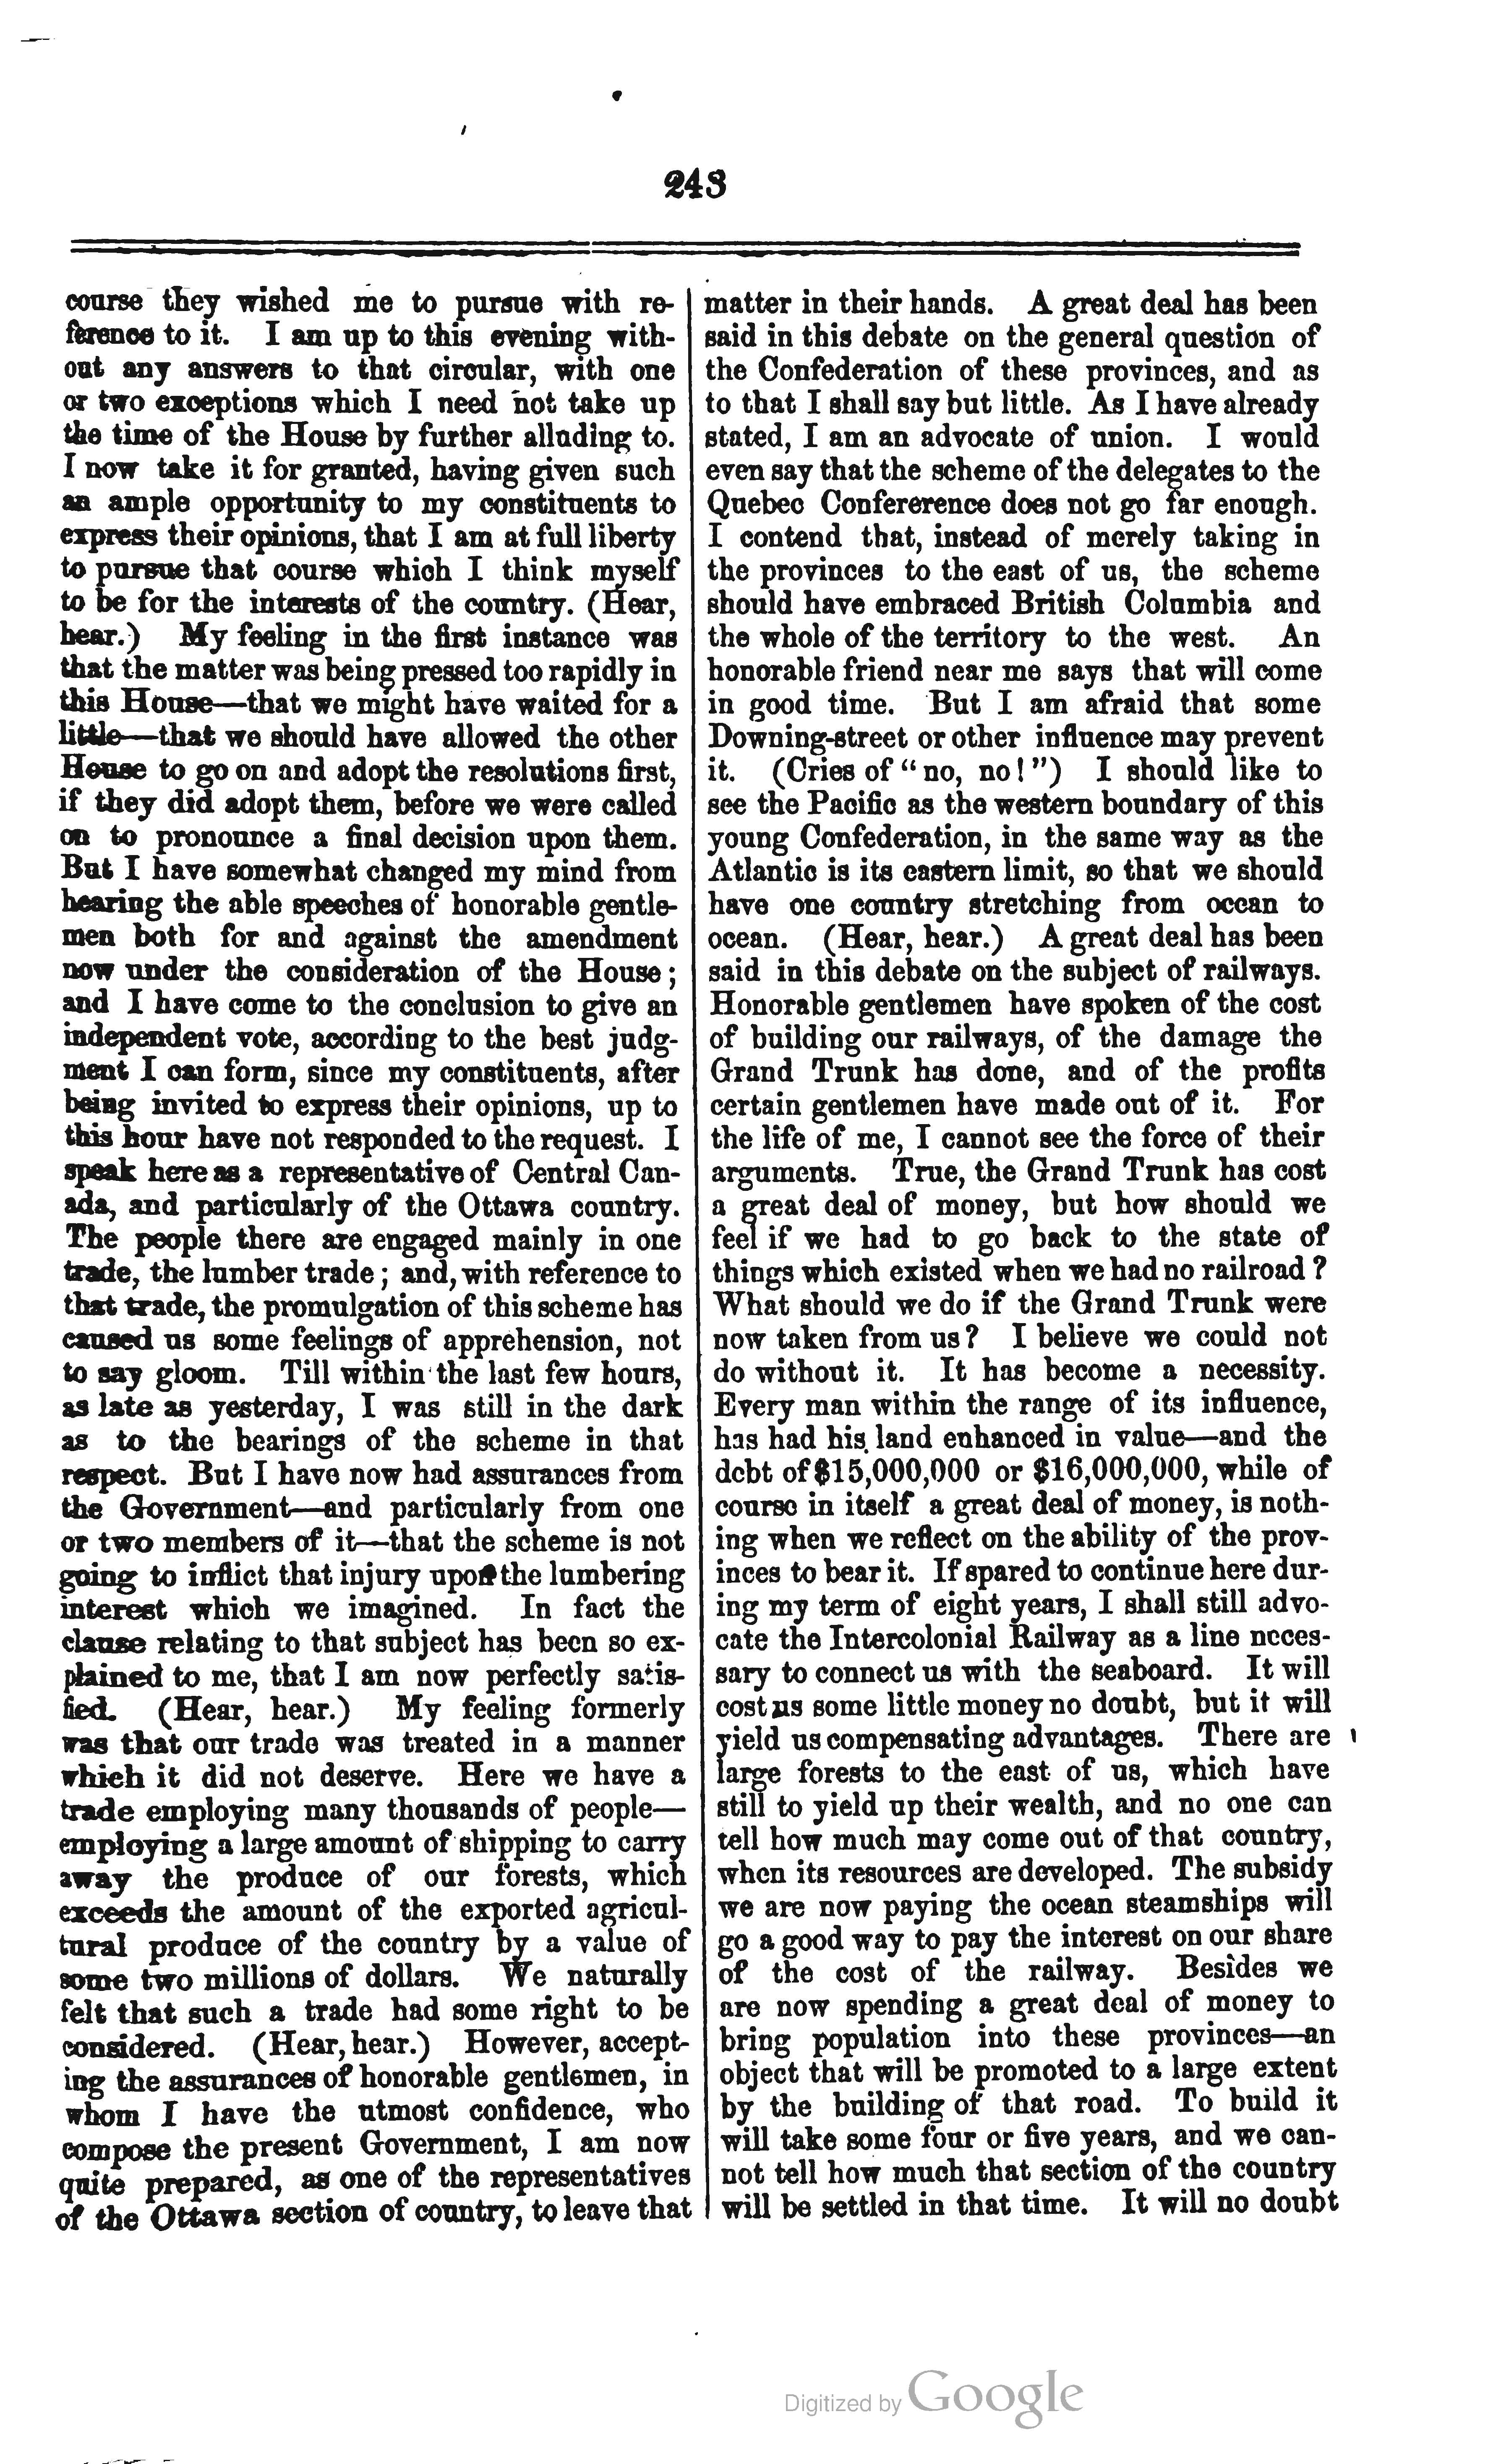 243
course they wished me to pursue with re-
ference to it. I am up to this evening with-
out any answers to that circular, with one
or two exceptions which I need not take up
the time of the House by further alluding to.
I now take it for granted, having given such
an ample opportunity to my constituents to
express their opinions, that I am at full liberty
to pursue that course which I think myself
to be for the interests of the country. (Hear,
hear.) My feeling in the first instance was
that the matter was being pressed too rapidly in
this House—that we might have waited for a
little—that we should have allowed the other
House to go on and adopt the resolutions first,
if they did adopt them, before we were called
on to pronounce a final decision upon them.
But I have somewhat changed my mind from
hearing the able speeches of honorable gentle-
men both for and against the amendment
now under the consideration of the House;
and I have come to the conclusion to give an
independent vote, according to the best judg-
ment I can form, since my constituents, after
being invited to express their opinions, up to
this hour have not responded to the request. I
speak here as a representative of Central Can-
ada, and particularly of the Ottawa country.
The people there are engaged mainly in one
trade, the lumber trade; and, with reference to
that trade, the promulgation of this scheme has
caused us some feelings of apprehension, not
to say gloom. Till within the last few hours,
as late as yesterday, I was still in the dark
as to the bearings of the scheme in that
respect. But I have now had assurances from
the Government—and particularly from one
or two members of it—that the scheme is not
going to inflict that injury upon the lumbering
interest which we imagined. In fact the
clause relating to that subject has been so ex-
plained to me, that I am now perfectly satis-
fied. (Hear, hear.) My feeling formerly
was that our trade was treated in a manner
which it did not deserve. Here we have a
trade employing many thousands of people—
employing a large amount of shipping to carry
away the produce of our forests, which
exceeds the amount of the exported agricul-
tural produce of the country by a value of
some two millions of dollars. We naturally
felt that such a trade had some right to be
considered. (Hear, hear.) However, accept-
ing the assurances of honorable gentlemen, in
whom I have the utmost confidence, who
compose the present Government, I am now
quite prepared, as one of the representatives
of the Ottawa section of country, to leave that
matter in their hands. A great deal has been
said in this debate on the general question of
the Confederation of these provinces, and as
to that I shall say but little. As I have already
stated, I am an advocate of union. I would
even say that the scheme of the delegates to the
Quebec Confererence does not go far enough.
I contend that, instead of merely taking in
the provinces to the east of us, the scheme
should have embraced British Columbia and
the whole of the territory to the west. An
honorable friend near me says that will come
in good time. But I am afraid that some
Downing-street or other influence may prevent
it. (Cries of "no, no!") I should like to
see the Pacific as the western boundary of this
young Confederation, in the same way as the
Atlantic is its eastern limit, so that we should
have one country stretching from ocean to
ocean. (Hear, hear.) A great deal has been
said in this debate on the subject of railways.
Honorable gentlemen have spoken of the cost
of building our railways, of the damage the
Grand Trunk has done, and of the profits
certain gentlemen have made out of it. For
the life of me, I cannot see the force of their
arguments. True, the Grand Trunk has cost
a great deal of money, but how should we
feel if we had to go back to the state of
things which existed when we had no railroad?
What should we do if the Grand Trunk were
now taken from us? I believe we could not
do without it. It has become a necessity.
Every man within the range of its influence,
has had his land enhanced in value—and the
debt of $15,000,000 or $16,000,000, while of
course in itself a great deal of money, is noth-
ing when we reflect on the ability of the prov-
inces to bear it. If spared to continue here dur-
ing my term of eight years, I shall still advo-
cate the Intercolonial Railway as a line neces-
sary to connect us with the seaboard. It will
cost us some little money no doubt, but it will
yield us compensating advantages. There are
large forests to the east of us, which have
still to yield up their wealth, and no one can
tell how much may come out of that country,
when its resources are developed. The subsidy
we are now paying the ocean steamships will
go a good way to pay the interest on our share
of the cost of the railway. Besides we
are now spending a great deal of money to
bring population into these provinces—an
object that will be promoted to a large extent
by the building of that road. To build it
will take some four or five years, and we can-
not tell how much that section of the country
will be settled in that time. It will no doubt
Digitized by Google